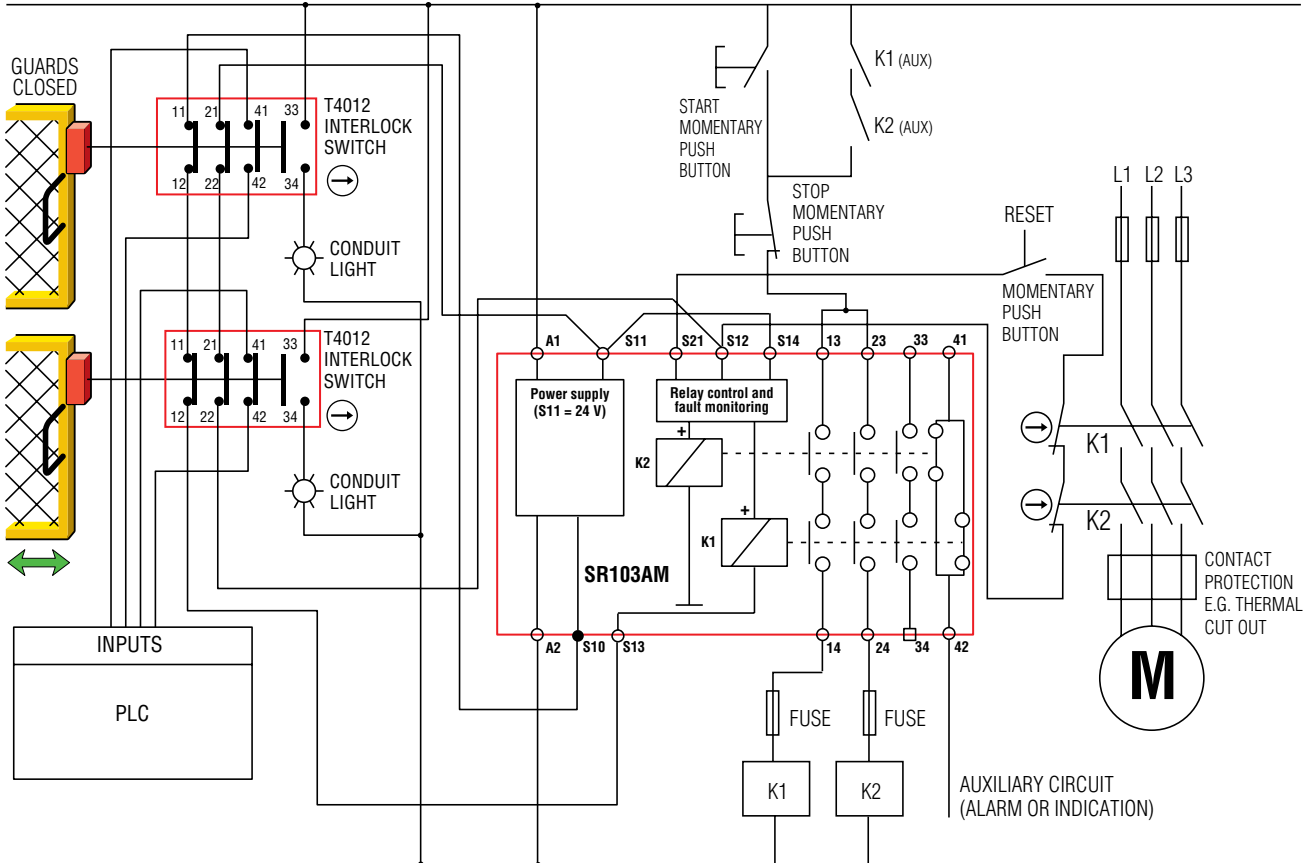 GUARDS
CLOSED
11 21 41 33
12 22 42 34
T4012
INTERLOCK
SWITCH
CONDUIT
LIGHT
11 21 41 33
12 22 42 34
T4012
INTERLOCK
SWITCH
CONDUIT
LIGHT
INPUTS
PLC
START
MOMENTARY
PUSH
BUTTON
K1 (AUX)
K2 (AUX)
STOP
MOMENTARY
PUSH
BUTTON
RESET
MOMENTARY
PUSH
BUTTON
L1 L2 L3
A1 S11 S21 S12 S14 13 23 33 41
Power supply
(S11 = 24 V)
Relay control and
fault monitoring
+
K2
+
K1
SR103AM
A2 S10 S13 14 24 34 42
FUSE
FUSE
K1
K2
AUXILIARY CIRCUIT
(ALARM OR INDICATION)
K1
K2
CONTACT
PROTECTION
E.G. THERMAL
CUT OUT
M